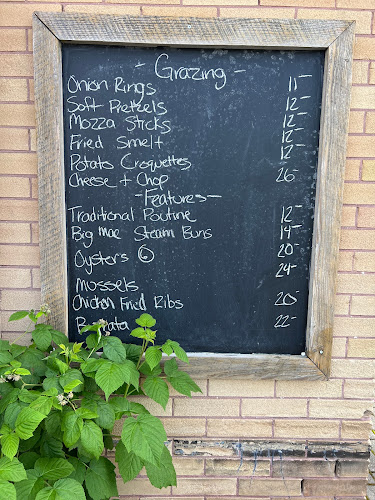 - Grazing -
Onion Rings 11-
Soft Pretzels 12-
Mozza Sticks 12-
Fried Smelt 12-
Potato Croquettes 12-
Cheese + Chop 26-
-Features-
Traditional Poutine 12-
Big Mac Steam Buns 14-
Oysters 6 20-
24-
Mussels
Chicken Fried Ribs 20-
22-